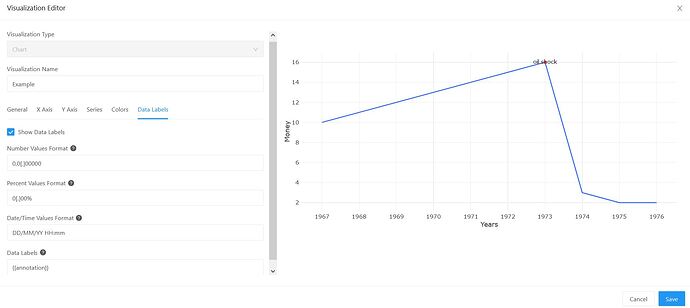 Visualization Editor
Visualization Type
Chart
Visualization Name
Example
General X Axis Y Axis Series Colors Data Labels
Show Data Labels
Number Values Format
0,0[.]00000
Percent Values Format
0[.]00%
Date/Time Values Format
DD/MM/YY HH:mm
Data Labels
{{annotation}}
oil shock
16
14
12
10
8
6
4
2
Money
1967 1968 1969 1970 1971 1972 1973 1974 1975 1976
Years
Cancel Save